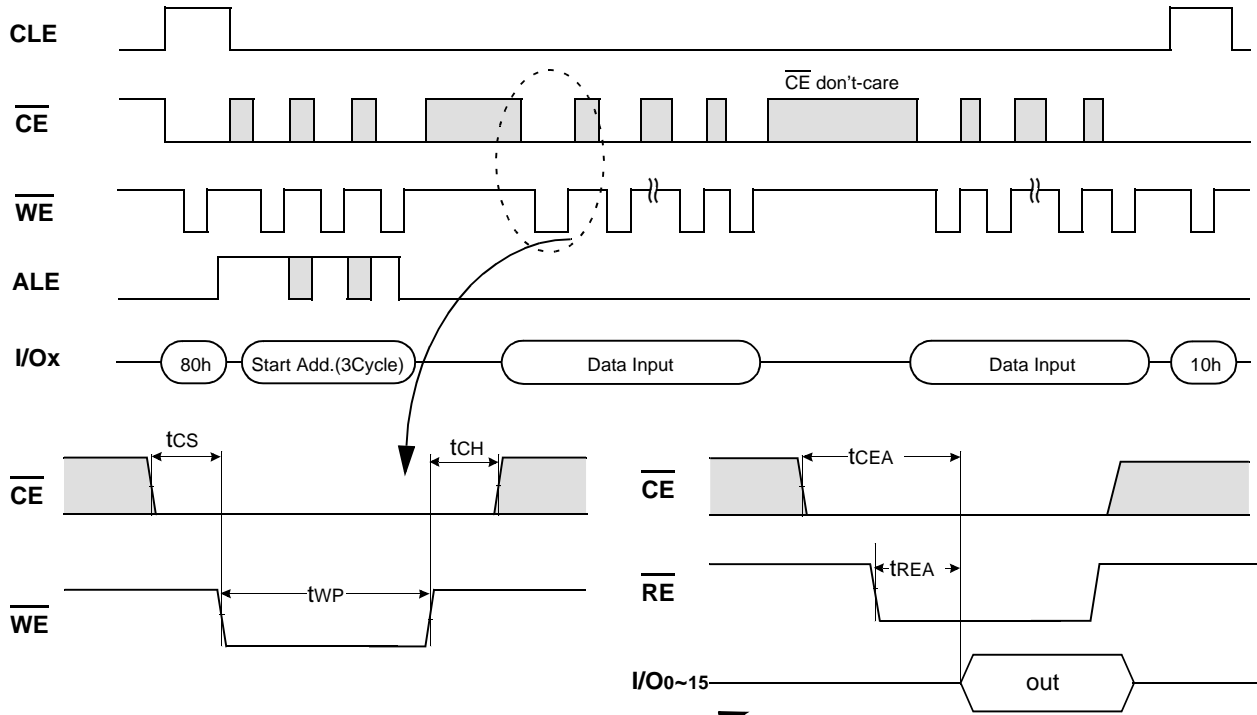 CLE
CE don't-care
CE
WE
ALE
I/Ox
80h
Start Add.(3Cycle)
Data Input
Data Input
10h
tCS
tCH
CE
tWP
WE
tCEA
CE
tREA
RE
I/O0~15
out